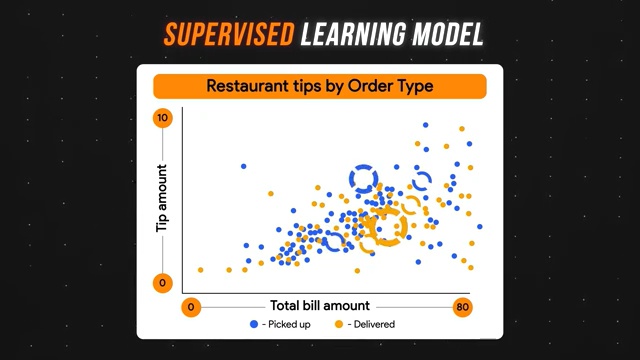 SUPERVISED LEARNING MODEL
Restaurant tips by Order Type
10
Tip amount
0
0
Total bill amount
80
- Picked up
- Delivered